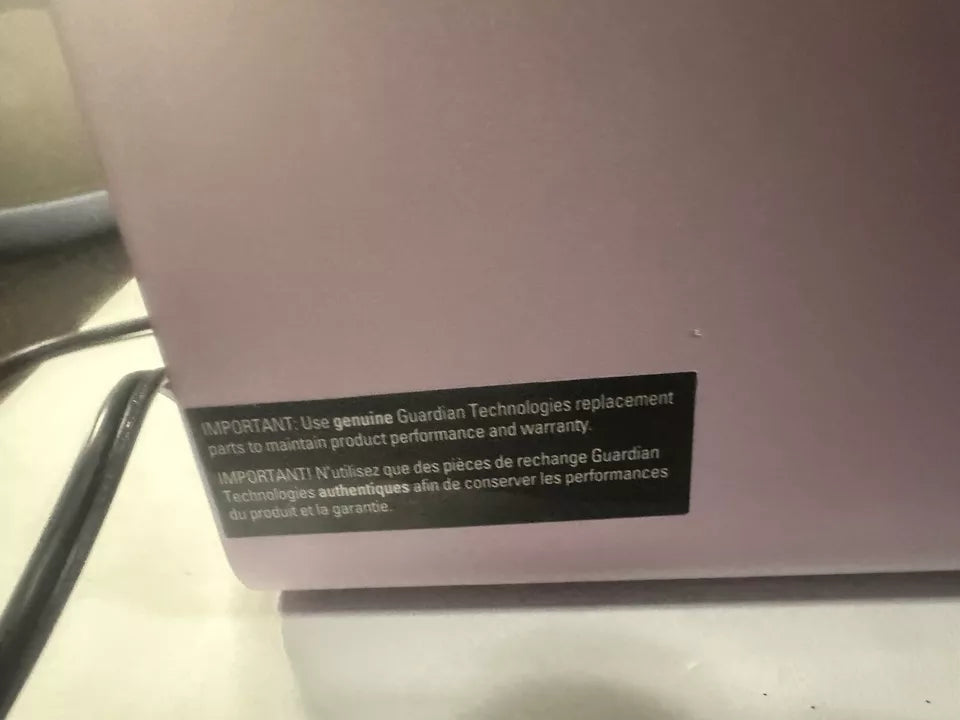 IMPORTANT: Use genuine Guardian Technologies replacement
parts to maintain product performance and warranty.
IMPORTANT! N'utilisez que des pièces de rechange Guardian
Technologies authentiques afin de conserver les performances
du produit et la garantie.